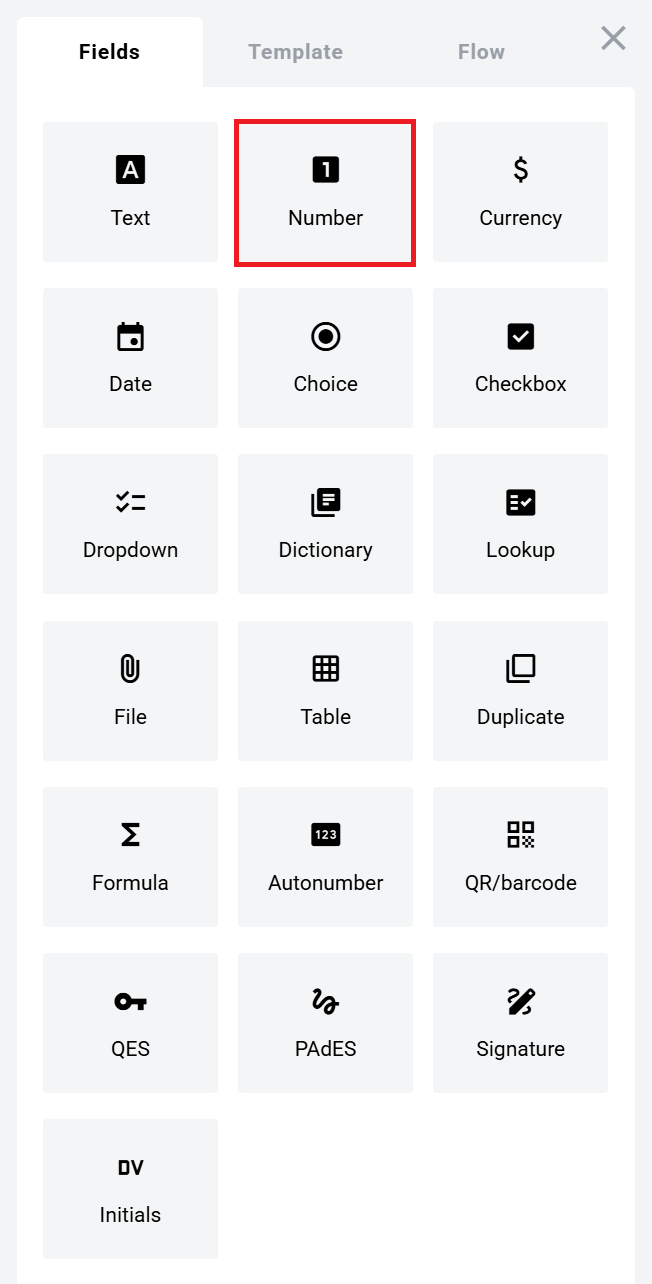 Fields Template Flow
A 1 $
Text Number Currency
Date Choice Checkbox
Dropdown Dictionary Lookup
File Table Duplicate
Σ 123
Formula Autonumber QR/barcode
QES PAdES Signature
DV
Initials